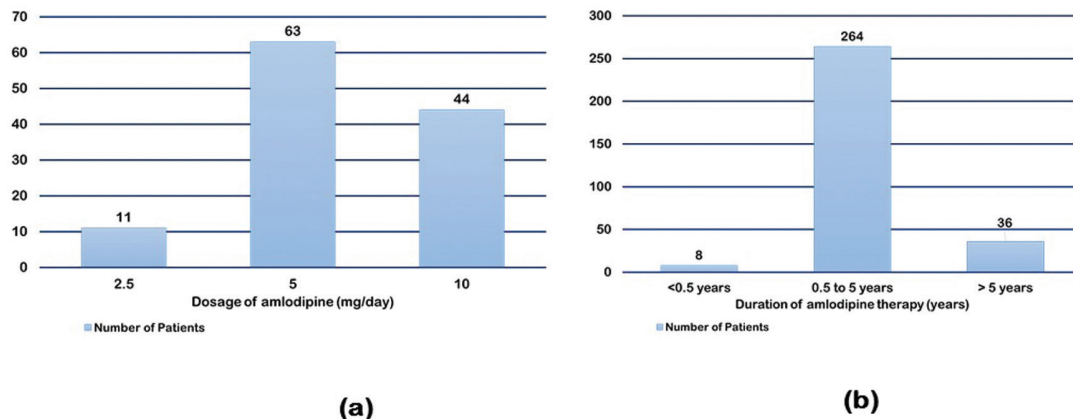 70
60
50
40
30
20
10
0
11
63
44
2.5 5 10
Dosage of amlodipine (mg/day)
Number of Patients
(a)
300
250
200
150
100
50
0
8
264
36
<0.5 years 0.5 to 5 years > 5 years
Duration of amlodipine therapy (years)
Number of Patients
(b)